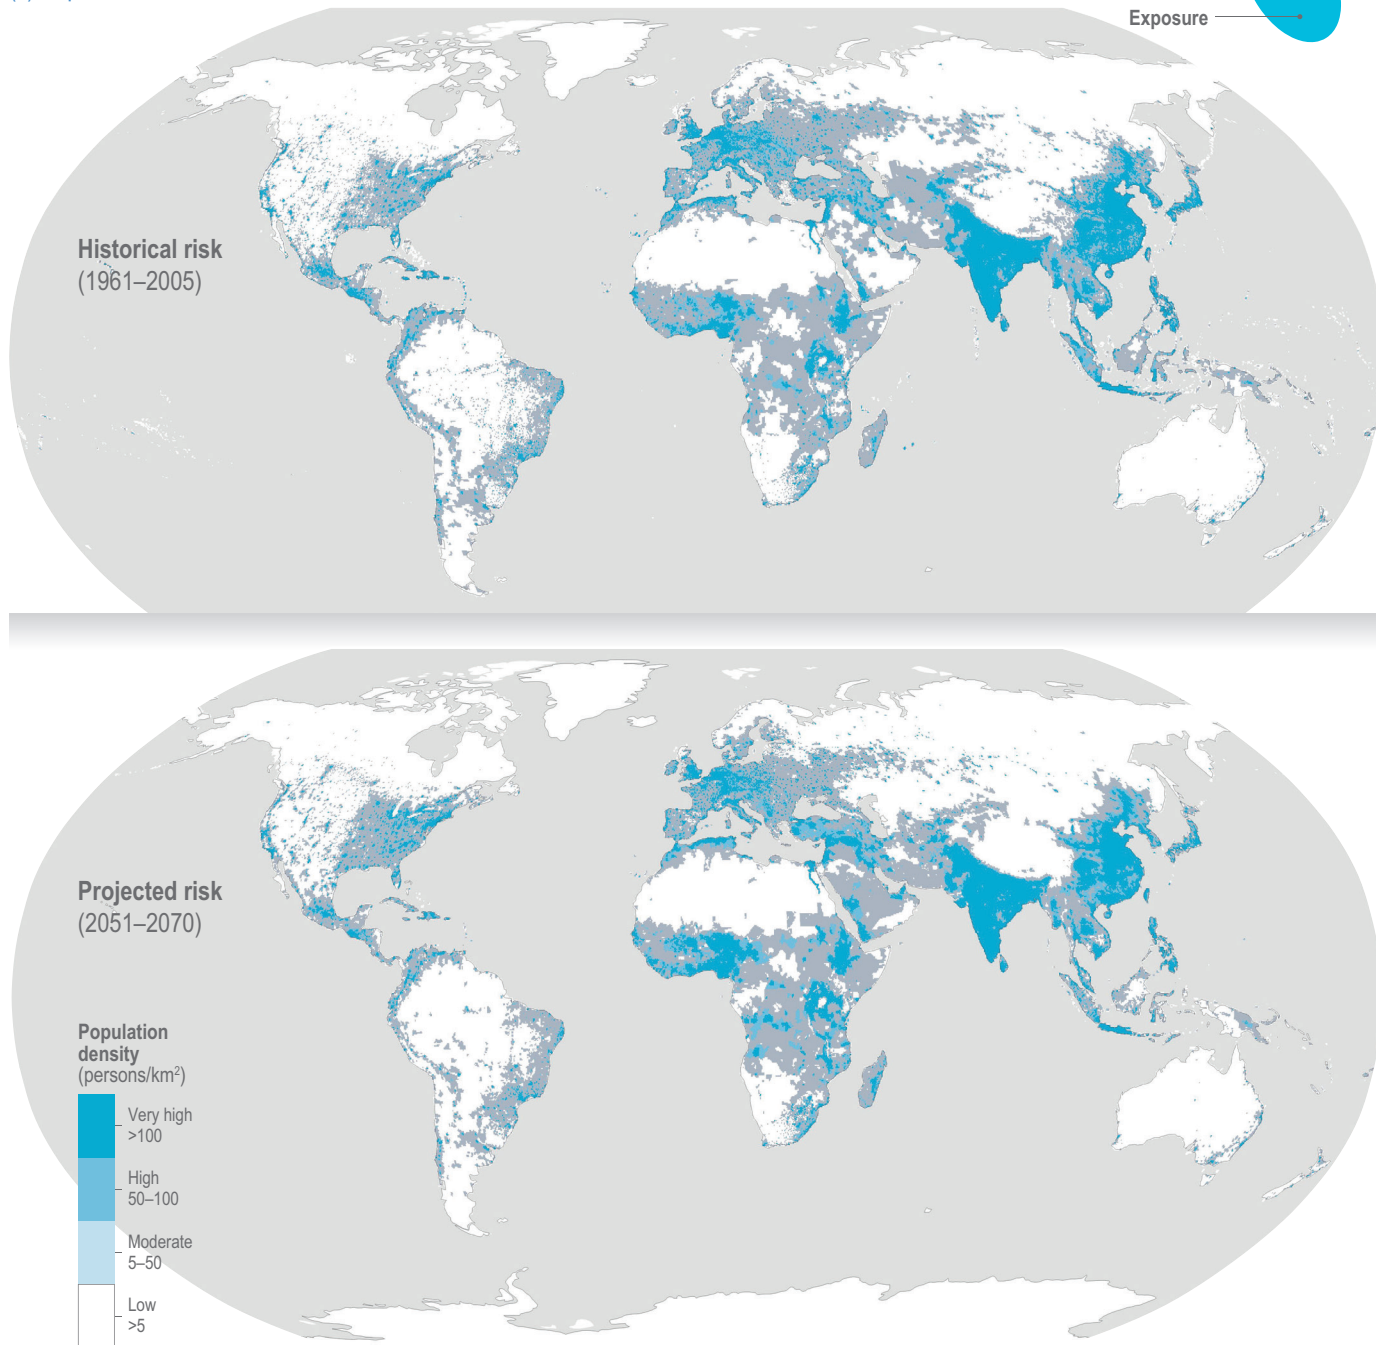 Exposure
Historical risk
(1961–2005)
Projected risk
(2051–2070)
Population
density
(persons/km²)
Very high
>100
High
50–100
Moderate
5–50
Low
>5